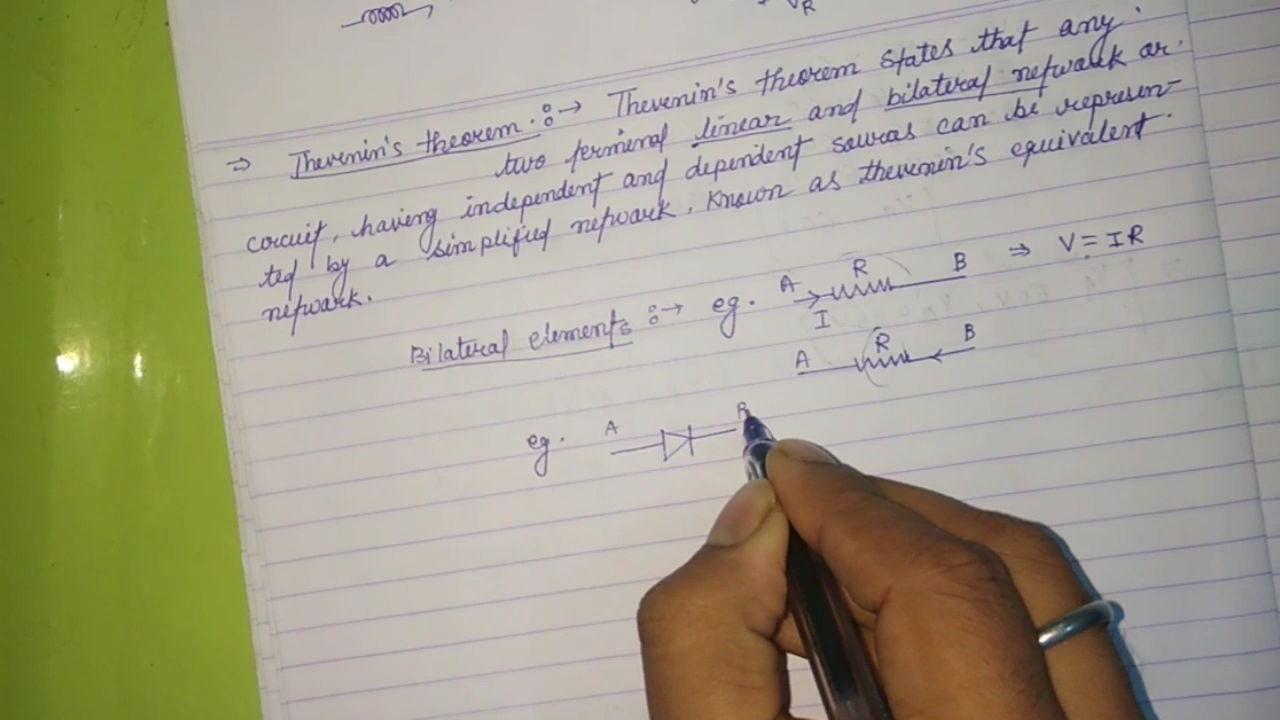 VR
⇒ Thevenin's theorem :→ Thevenin's theorem states that any
two terminal linear and bilateral network or
circuit, having independent and dependent sources can be represen-
ted by a simplified network, known as thevenin's equivalent
network.
Bilateral elements :→ eg. A R B ⇒ V = IR
I
A R B
eg. A B